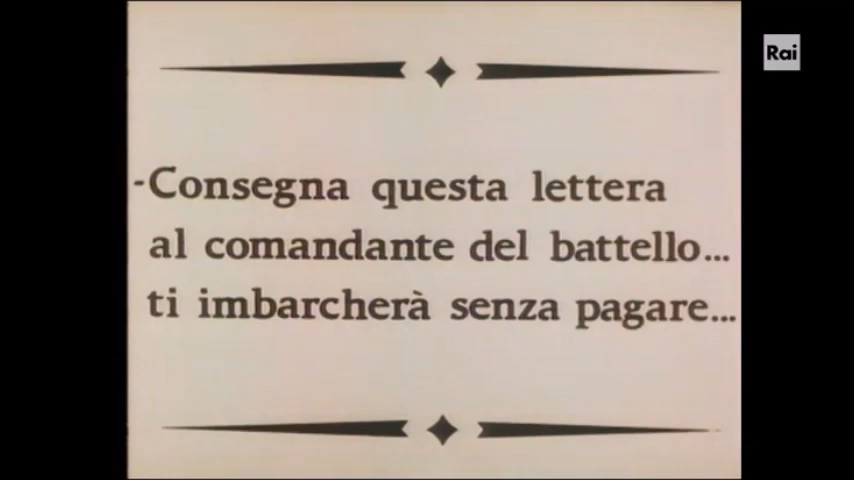 Rai
-Consegna questa lettera
al comandante del battello...
ti imbarcherà senza pagare...